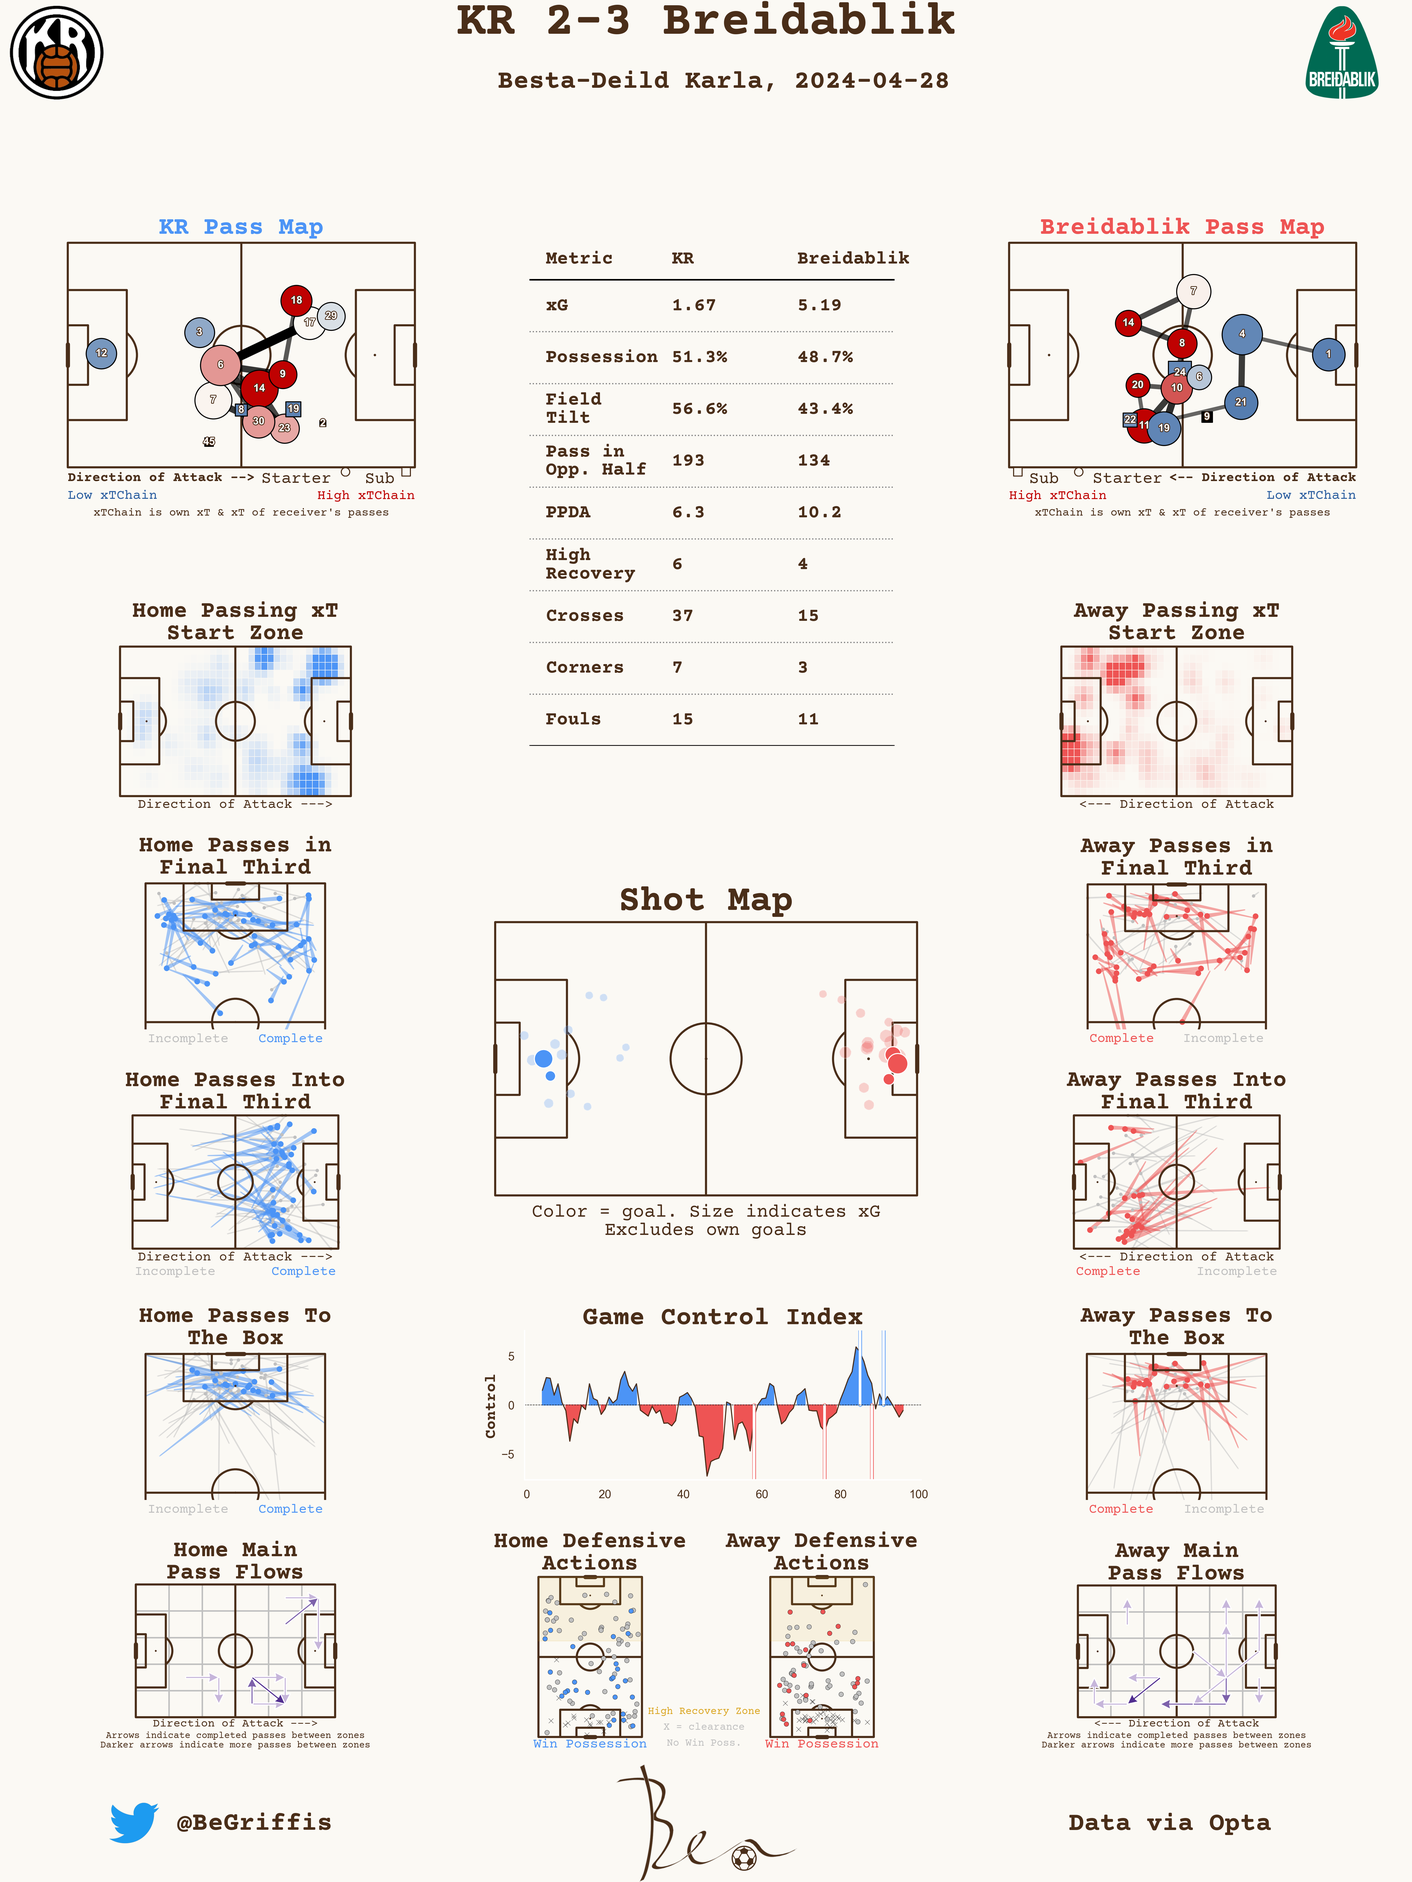 KR 2-3 Breidablik
Besta-Deild Karla, 2024-04-28
KR
BREIÐABLIK
KR Pass Map
12
3
6
7
18
17
29
9
14
8
30
19
23
2
45
Direction of Attack --> Starter Sub
Low xTChain High xTChain
xTChain is own xT & xT of receiver's passes
Metric KR Breidablik
xG 1.67 5.19
Possession 51.3% 48.7%
Field
Tilt 56.6% 43.4%
Pass in
Opp. Half 193 134
PPDA 6.3 10.2
High
Recovery 6 4
Crosses 37 15
Corners 7 3
Fouls 15 11
Breidablik Pass Map
7
14
8
4
1
24
6
20
10
21
22
11
19
9
Sub Starter <-- Direction of Attack
High xTChain Low xTChain
xTChain is own xT & xT of receiver's passes
Home Passing xT
Start Zone
Direction of Attack --->
Away Passing xT
Start Zone
<--- Direction of Attack
Home Passes in
Final Third
Incomplete Complete
Away Passes in
Final Third
Complete Incomplete
Shot Map
Color = goal. Size indicates xG
Excludes own goals
Home Passes Into
Final Third
Direction of Attack --->
Incomplete Complete
Away Passes Into
Final Third
<--- Direction of Attack
Complete Incomplete
Home Passes To
The Box
Incomplete Complete
Game Control Index
Control
5
0
−5
0 20 40 60 80 100
Away Passes To
The Box
Complete Incomplete
Home Main
Pass Flows
Direction of Attack --->
Arrows indicate completed passes between zones
Darker arrows indicate more passes between zones
Home Defensive
Actions
Win Possession
High Recovery Zone
X = clearance
No Win Poss.
Away Defensive
Actions
Win Possession
Away Main
Pass Flows
<--- Direction of Attack
Arrows indicate completed passes between zones
Darker arrows indicate more passes between zones
@BeGriffis
Ben
Data via Opta